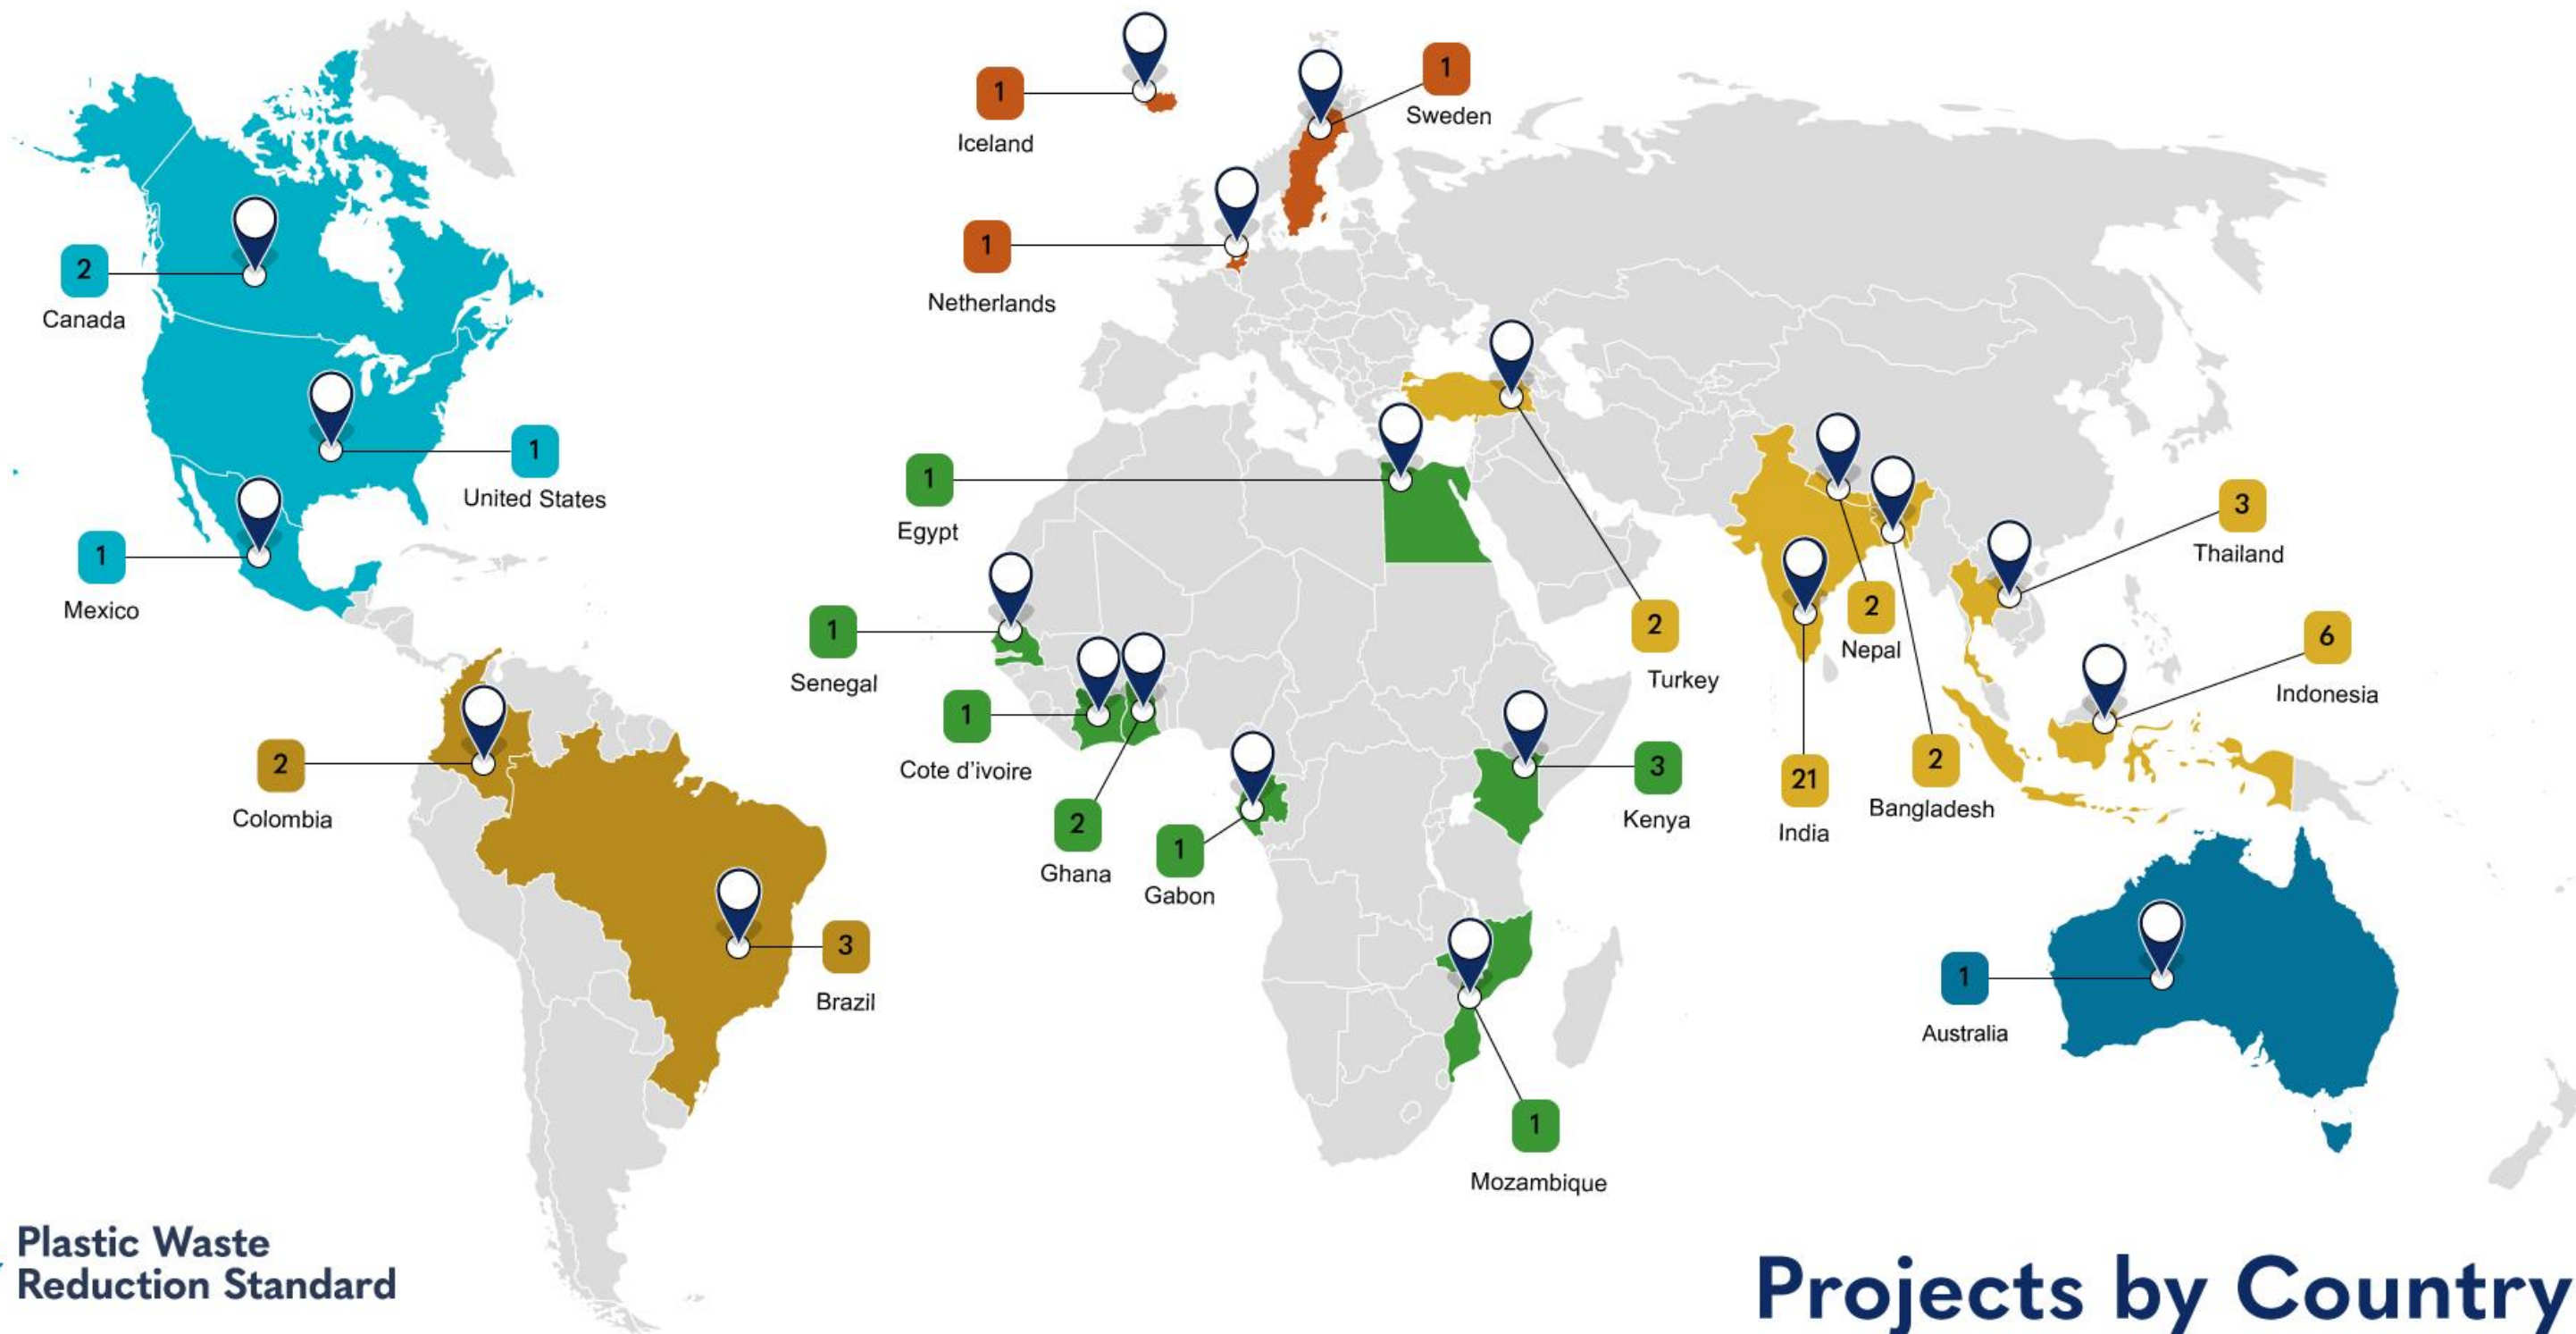 1
Iceland
1
Sweden
1
Netherlands
2
Canada
1
United States
1
Mexico
2
Colombia
3
Brazil
1
Egypt
1
Senegal
1
Cote d'ivoire
2
Ghana
1
Gabon
3
Kenya
1
Mozambique
2
Turkey
21
India
2
Nepal
2
Bangladesh
3
Thailand
6
Indonesia
1
Australia
Plastic Waste
Reduction Standard
Projects by Country